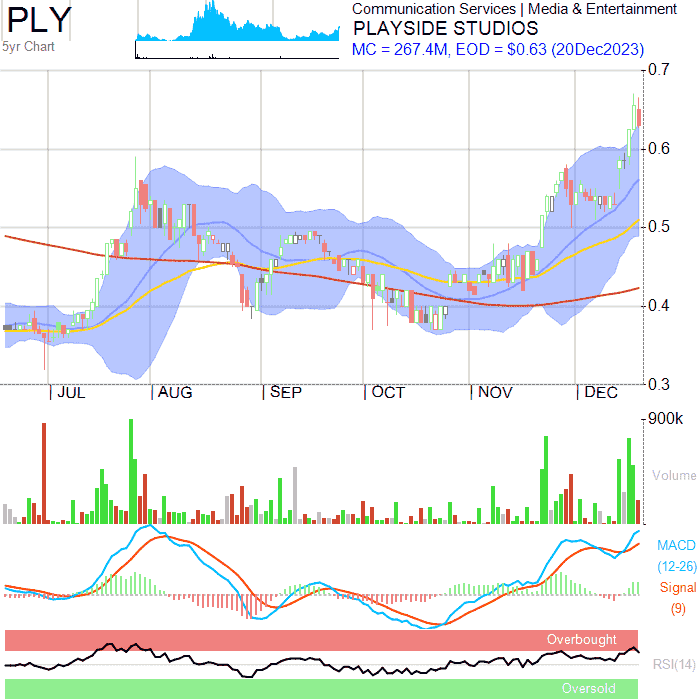 PLY
5yr Chart
Communication Services | Media & Entertainment
PLAYSIDE STUDIOS
MC = 267.4M, EOD = $0.63 (20Dec2023)
0.7
0.6
0.5
0.4
0.3
JUL
AUG
SEP
OCT
NOV
DEC
900k
Volume
MACD
(12-26)
Signal
(9)
Overbought
RSI(14)
Oversold